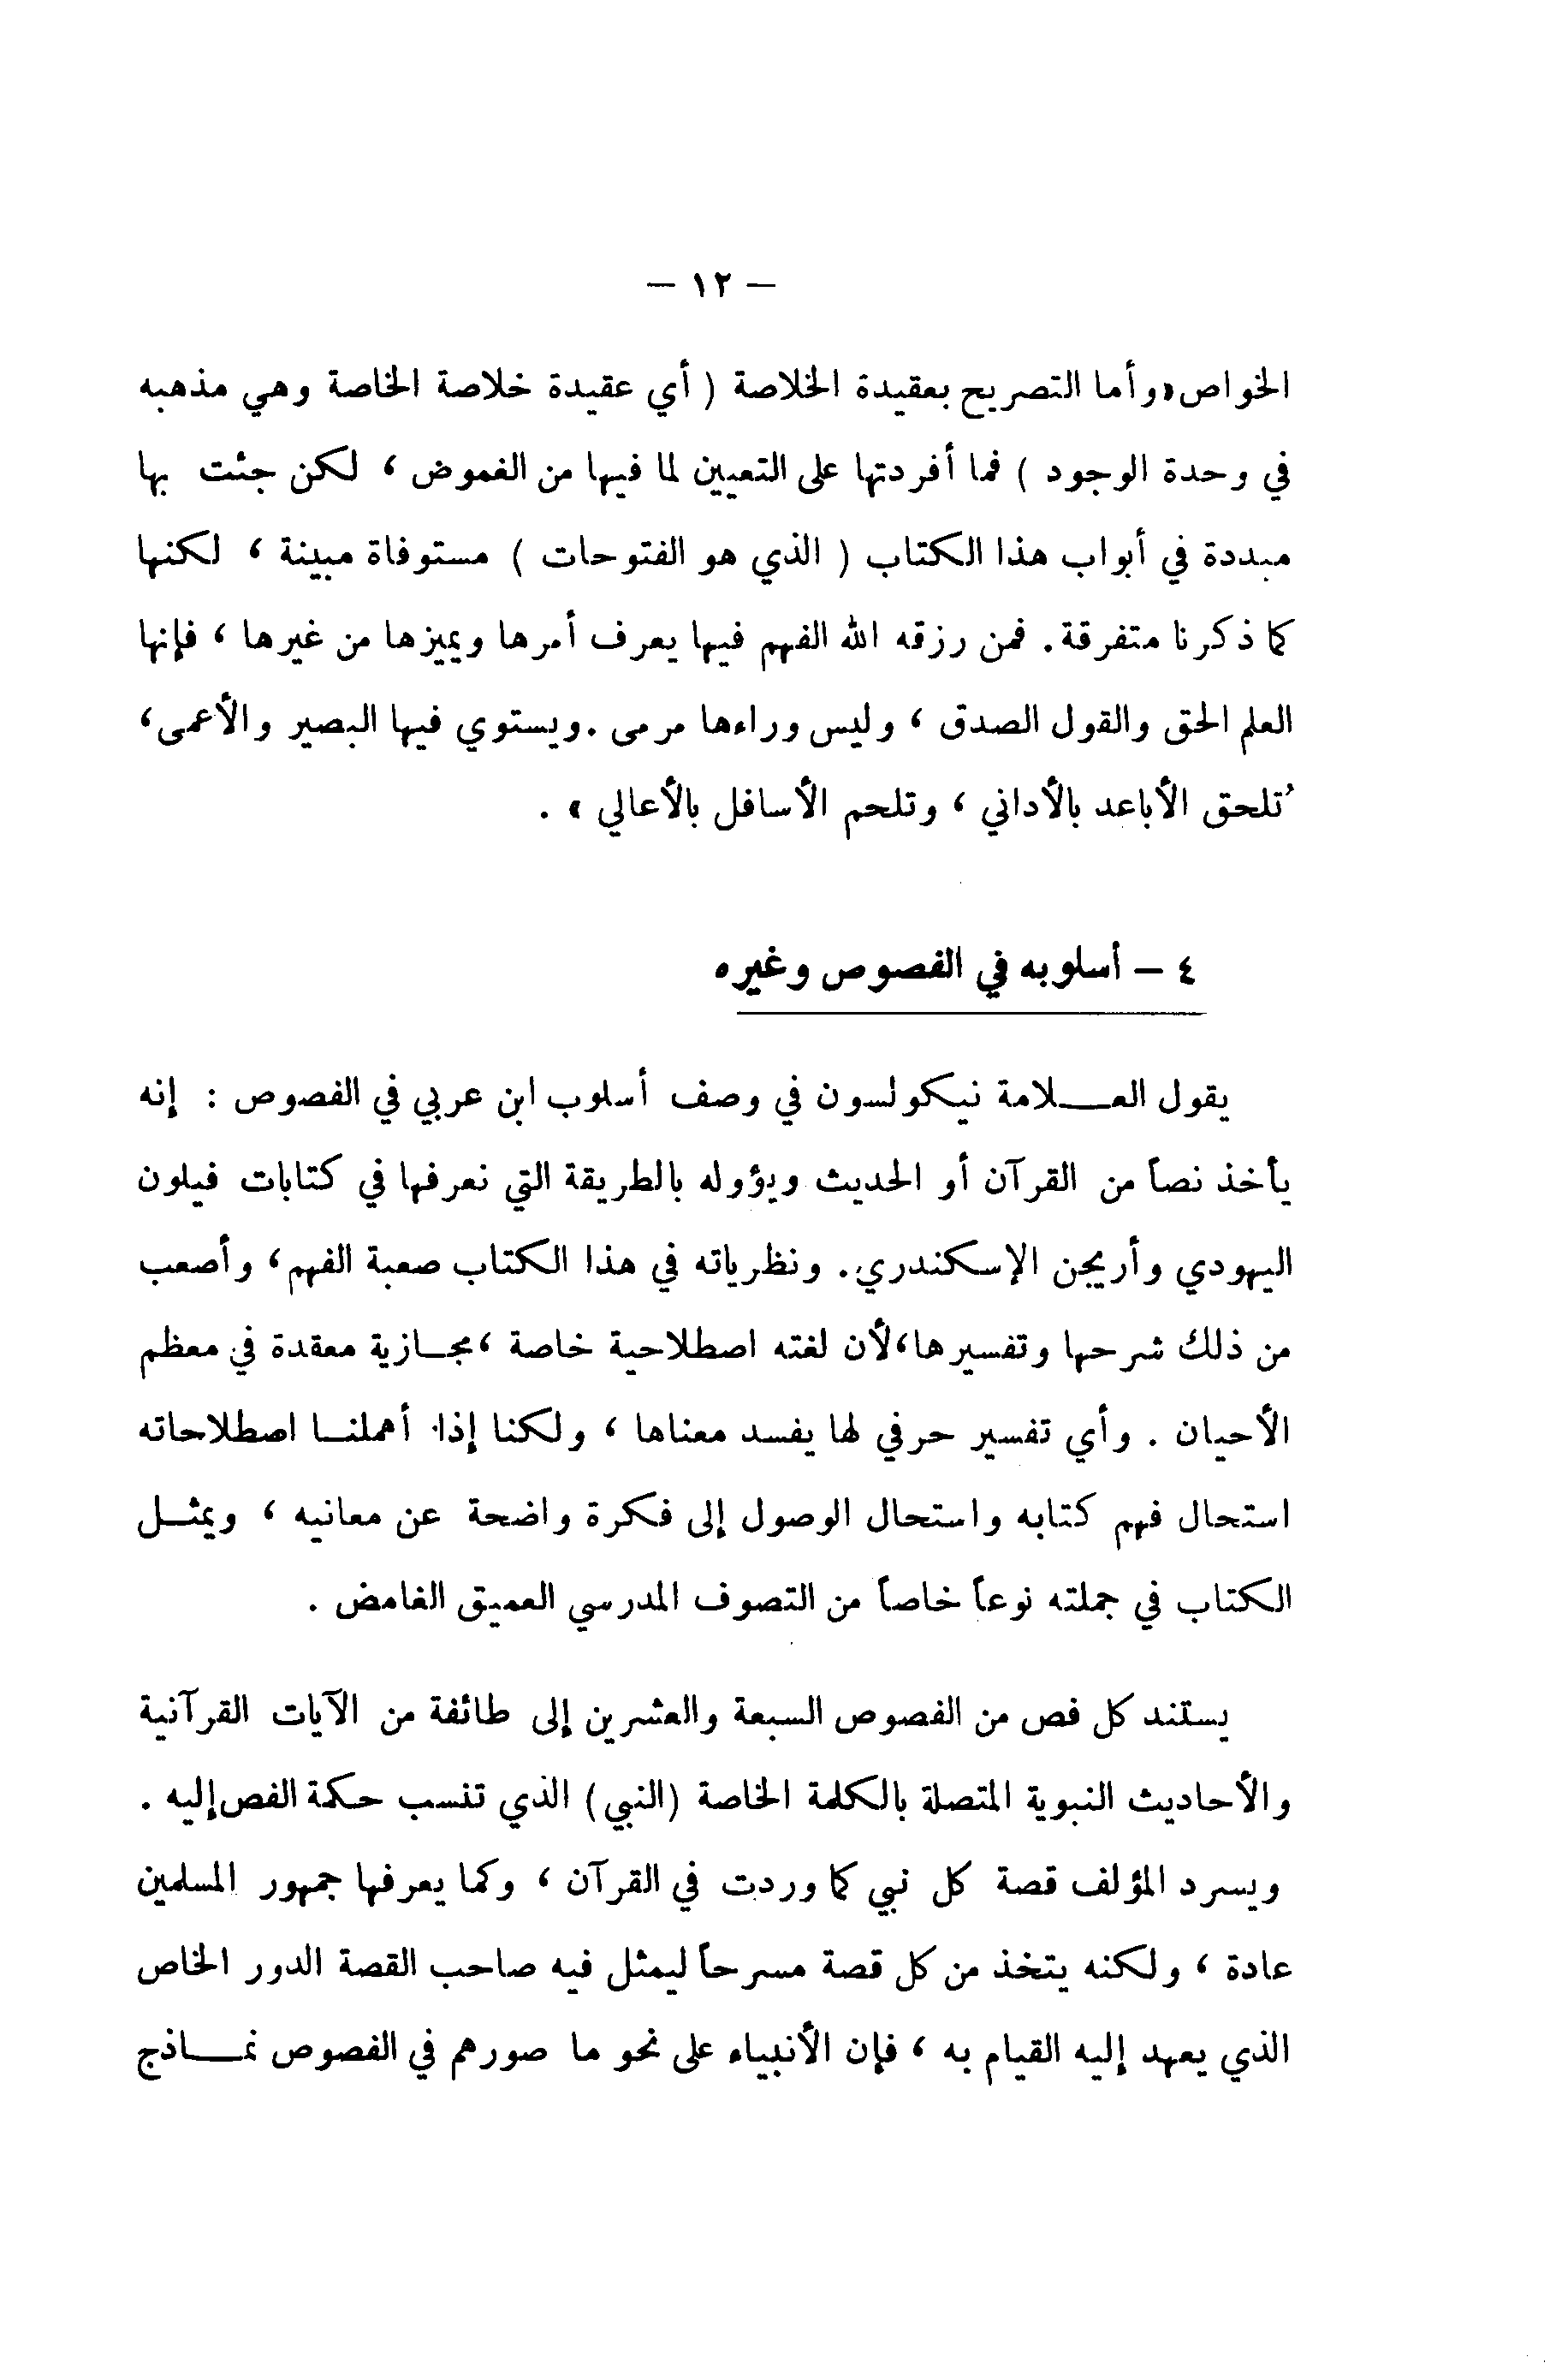 — ١٢ —
الخواص «وأما التصريح بعقيدة الخلاصة ( أي عقيدة خلاصة الخاصة وهي مذهبه
في وحدة الوجود ) فما أفردتها على التعيين لما فيها من الغموض ، لكن جئت بها
مبددة في أبواب هذا الكتاب ( الذي هو الفتوحات ) مستوفاة مبينة ، لكنها
كما ذكرنا متفرقة. فمن رزقه الله الفهم فيها يعرف أمرها ويميزها من غيرها ، فإنها
العلم الحق والقول الصدق ، وليس وراءها مرمى .ويستوي فيها البصير والأعمى،
تُلحق الأباعد بالأداني ، وتلحم الأسافل بالأعالي » .
٤ – أسلوبه في الفصوص وغيره
يقول العـــلامة نيكولسون في وصف أسلوب ابن عربي في الفصوص : إنه
يأخذ نصاً من القرآن أو الحديث ويؤوله بالطريقة التي نعرفها في كتابات فيلون
اليهودي وأريجن الإسكندري. ونظرياته في هذا الكتاب صعبة الفهم، وأصعب
من ذلك شرحها وتفسيرها،لأن لغته اصطلاحية خاصة ،مجـازية معقدة في معظم
الأحيان . وأي تفسير حرفي لها يفسد معناها ، ولكنا إذا أهملنـا اصطلاحاته
استحال فهم كتابه واستحال الوصول إلى فكرة واضحة عن معانيه ، ويمثـل
الكتاب في جملته نوعاً خاصاً من التصوف المدرسي العميق الغامض .
يستند كل فص من الفصوص السبعة والعشرين إلى طائفة من الآيات القرآنية
والأحاديث النبوية المتصلة بالكلمة الخاصة (النبي) الذي تنسب حكمة الفص إليه .
ويسرد المؤلف قصة كل نبي كما وردت في القرآن ، وكما يعرفها جمهور المسلمين
عادة ، ولكنه يتخذ من كل قصة مسرحاً ليمثل فيه صاحب القصة الدور الخاص
الذي يعهد إليه القيام به ، فإن الأنبياء على نحو ما صورهم في الفصوص نمـــاذج